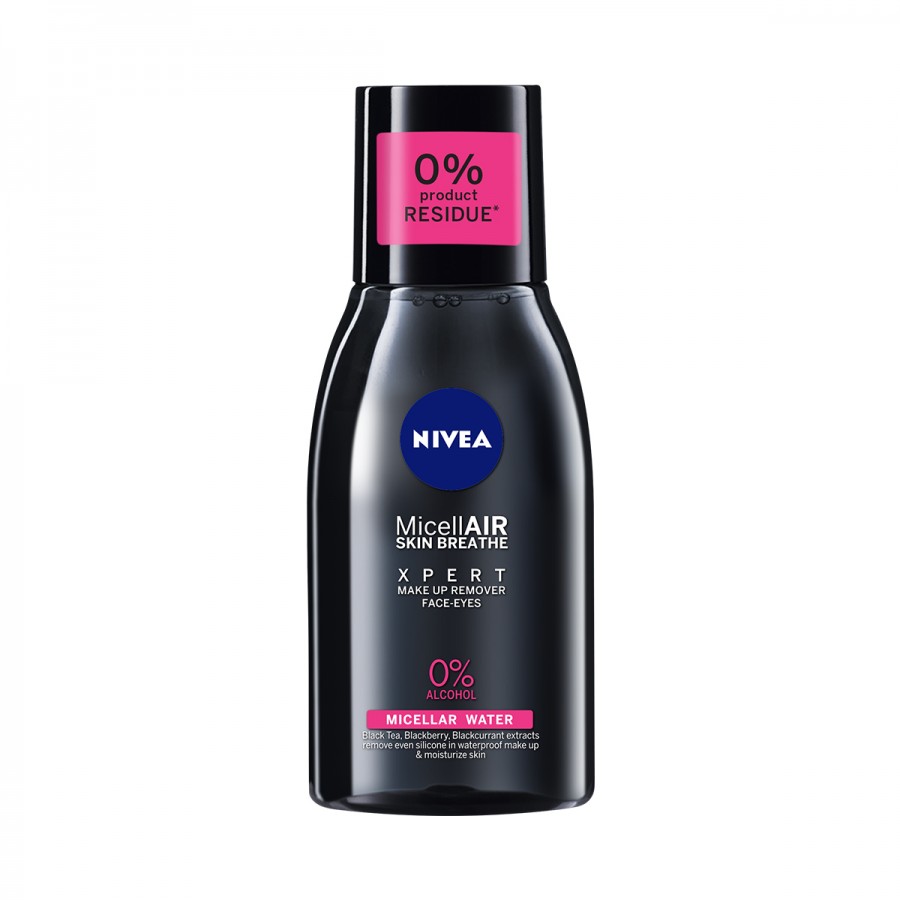 0%
product
RESIDUE*
NIVEA
MicellAIR
SKIN BREATHE
XPERT
MAKE UP REMOVER
FACE-EYES
0%
ALCOHOL
MICELLAR WATER
Black Tea, Blackberry, Blackcurrant extracts
remove even silicone in waterproof make up
& moisturize skin